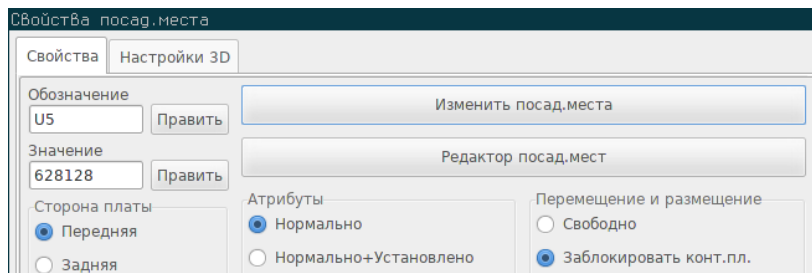 Свойства посад.места
Свойства
Настройки 3D
Обозначение
U5
Править
Изменить посад.места
Значение
628128
Править
Редактор посад.мест
Сторона платы
Передняя
Задняя
Атрибуты
Нормально
Нормально+Установлено
Перемещение и размещение
Свободно
Заблокировать конт.пл.